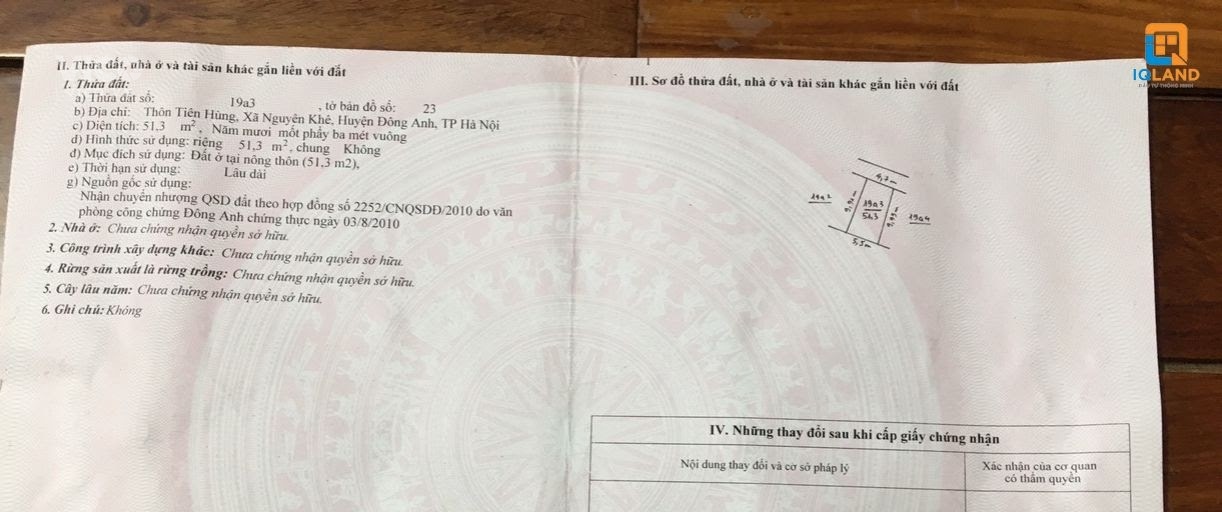 IQLAND
ĐẦU TƯ THÔNG MINH
II. Thửa đất, nhà ở và tài sản khác gắn liền với đất
1. Thửa đất:
a) Thửa đất số: 19a3 , tờ bản đồ số: 23
b) Địa chỉ: Thôn Tiên Hùng, Xã Nguyên Khê, Huyện Đông Anh, TP Hà Nội
c) Diện tích: 51,3 m², Năm mươi mốt phẩy ba mét vuông
d) Hình thức sử dụng: riêng 51,3 m², chung Không
đ) Mục đích sử dụng: Đất ở tại nông thôn (51,3 m2),
e) Thời hạn sử dụng: Lâu dài
g) Nguồn gốc sử dụng:
Nhận chuyển nhượng QSD đất theo hợp đồng số 2252/CNQSDĐ/2010 do văn
phòng công chứng Đông Anh chứng thực ngày 03/8/2010
2. Nhà ở: Chưa chứng nhận quyền sở hữu.
3. Công trình xây dựng khác: Chưa chứng nhận quyền sở hữu.
4. Rừng sản xuất là rừng trồng: Chưa chứng nhận quyền sở hữu.
5. Cây lâu năm: Chưa chứng nhận quyền sở hữu.
6. Ghi chú: Không
III. Sơ đồ thửa đất, nhà ở và tài sản khác gắn liền với đất
4,7m
19a2
19a3
51,3
19a4
5,5m
IV. Những thay đổi sau khi cấp giấy chứng nhận
Nội dung thay đổi và cơ sở pháp lý
Xác nhận của cơ quan
có thẩm quyền